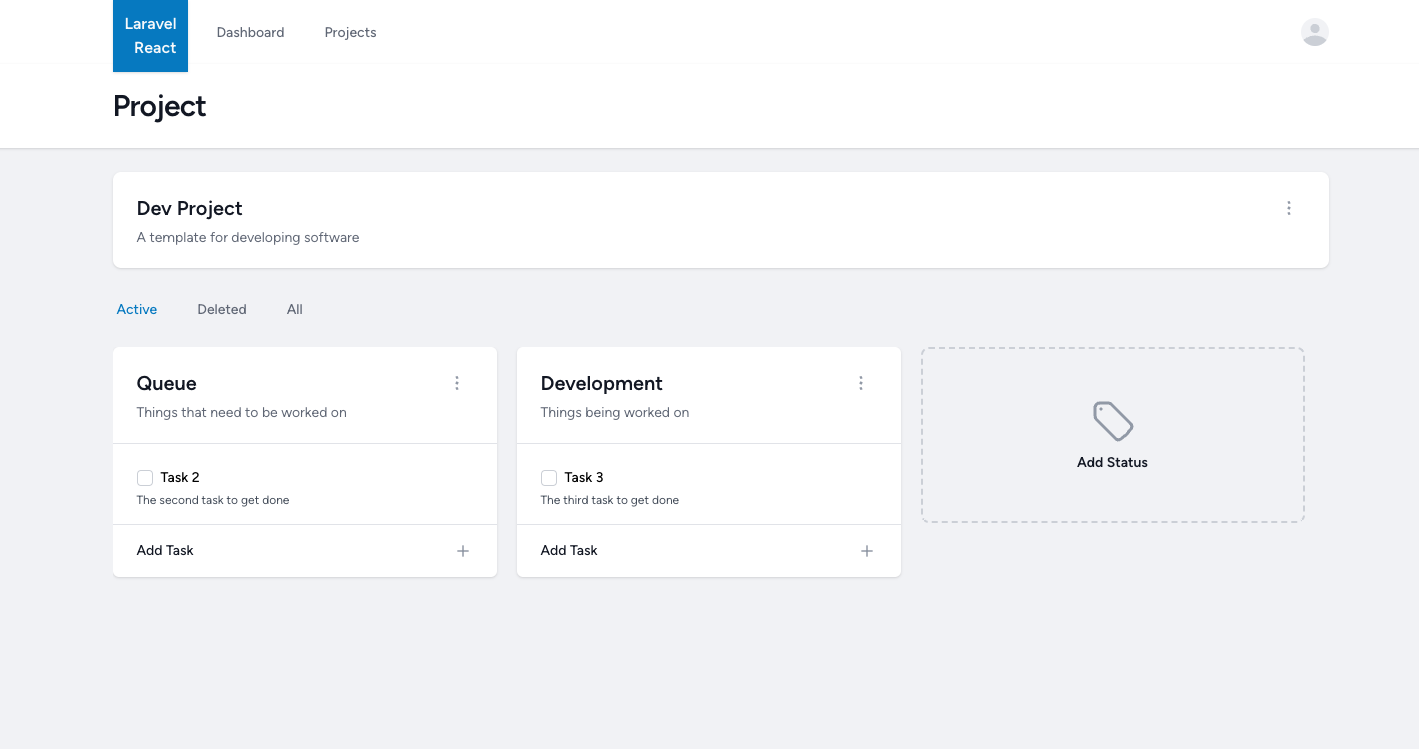 Laravel
React
Dashboard
Projects
Project
Dev Project
A template for developing software
Active
Deleted
All
Queue
Things that need to be worked on
Task 2
The second task to get done
Add Task
Development
Things being worked on
Task 3
The third task to get done
Add Task
Add Status